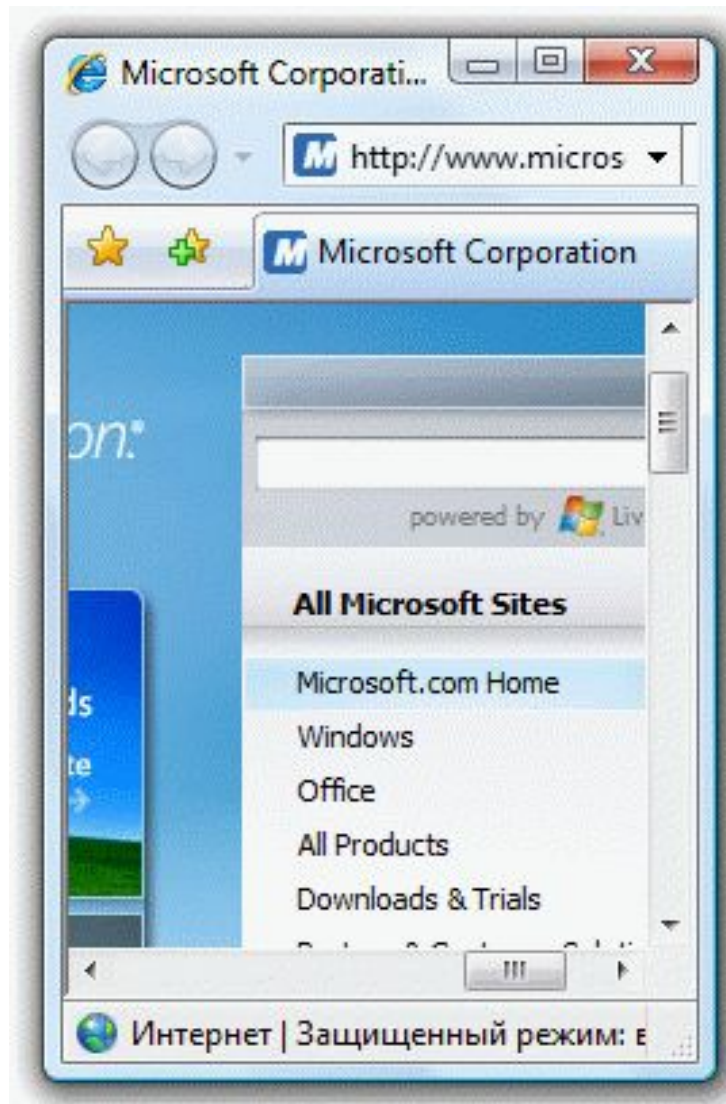 Microsoft Corporati...
http://www.micros
Microsoft Corporation
on.®
powered by Liv
All Microsoft Sites
Microsoft.com Home
ds
Windows
te
Office
All Products
Downloads & Trials
Интернет | Защищенный режим: в